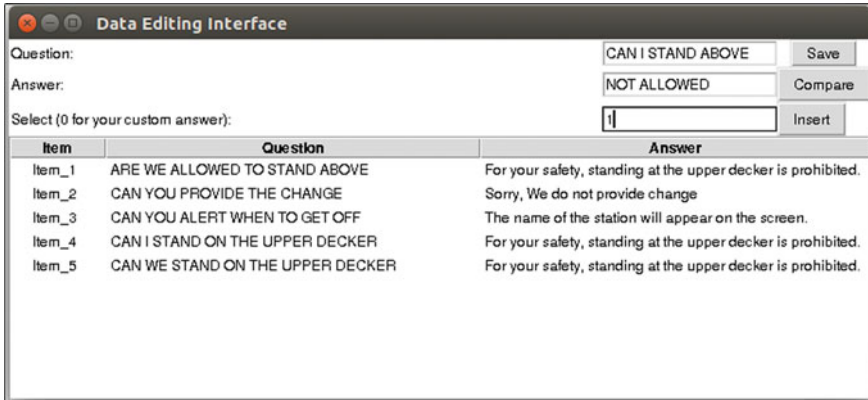 Data Editing Interface
Question: CAN I STAND ABOVE Save
Answer: NOT ALLOWED Compare
Select (0 for your custom answer): 1 Insert
Item Question Answer
Item_1 ARE WE ALLOWED TO STAND ABOVE For your safety, standing at the upper decker is prohibited.
Item_2 CAN YOU PROVIDE THE CHANGE Sorry, We do not provide change
Item_3 CAN YOU ALERT WHEN TO GET OFF The name of the station will appear on the screen.
Item_4 CAN I STAND ON THE UPPER DECKER For your safety, standing at the upper decker is prohibited.
Item_5 CAN WE STAND ON THE UPPER DECKER For your safety, standing at the upper decker is prohibited.